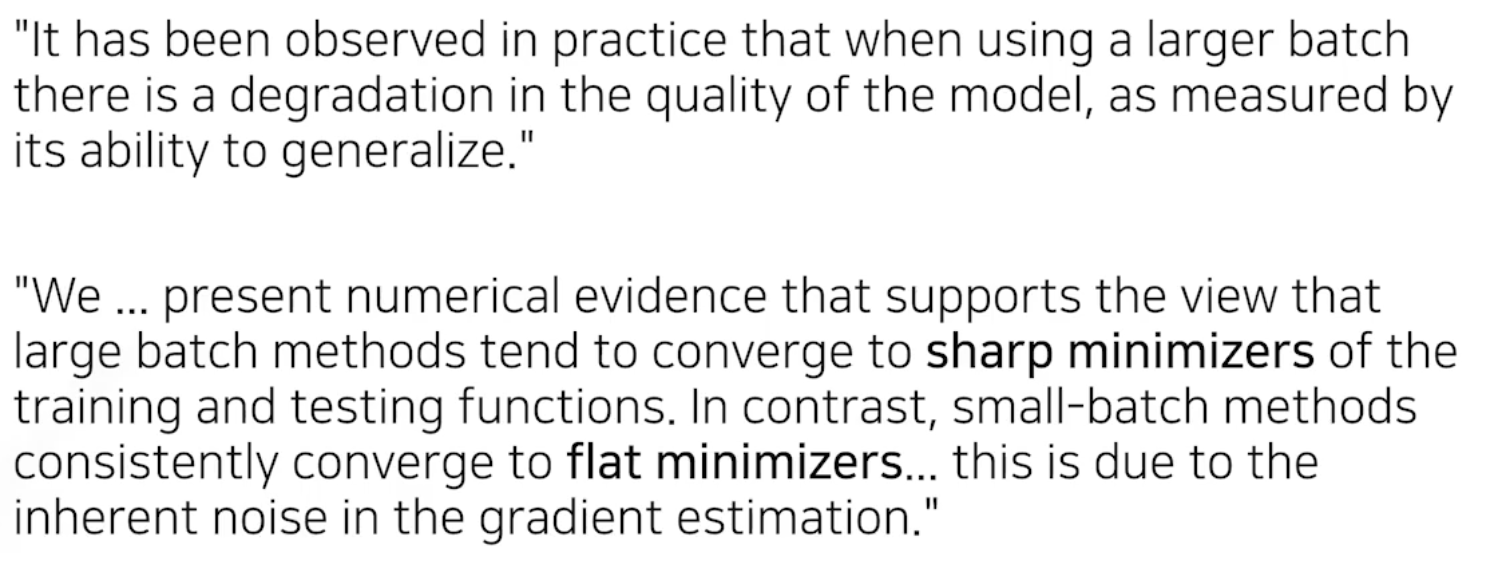 "It has been observed in practice that when using a larger batch
there is a degradation in the quality of the model, as measured by
its ability to generalize."
"We ... present numerical evidence that supports the view that
large batch methods tend to converge to sharp minimizers of the
training and testing functions. In contrast, small-batch methods
consistently converge to flat minimizers... this is due to the
inherent noise in the gradient estimation."